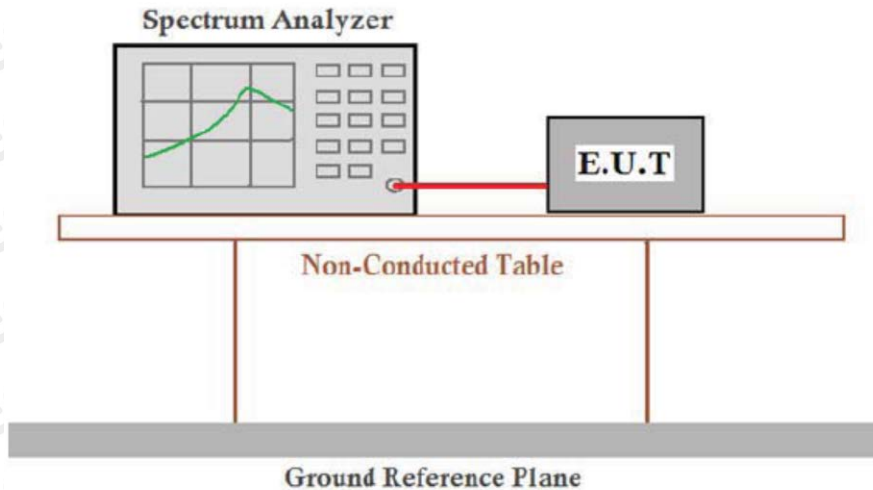 Spectrum Analyzer
E.U.T
Non-Conducted Table
Ground Reference Plane